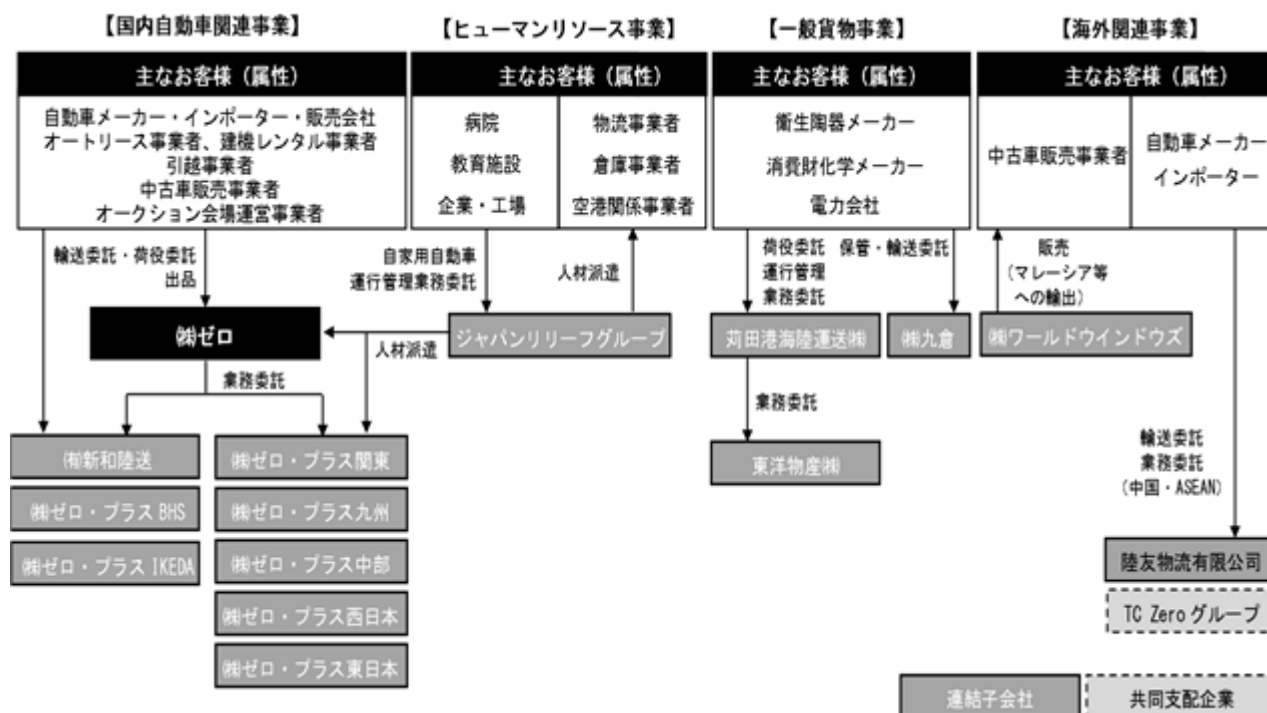 【国内自動車関連事業】
主なお客様（属性）
自動車メーカー・インポーター・販売会社
オートリース事業者、建機レンタル事業者
引越事業者
中古車販売事業者
オークション会場運営事業者
輸送委託・荷役委託
出品
㈱ゼロ
業務委託
㈲新和陸送
㈱ゼロ・プラスBHS
㈱ゼロ・プラスIKEDA
㈱ゼロ・プラス関東
㈱ゼロ・プラス九州
㈱ゼロ・プラス中部
㈱ゼロ・プラス西日本
㈱ゼロ・プラス東日本
【ヒューマンリソース事業】
主なお客様（属性）
病院
教育施設
企業・工場
物流事業者
倉庫事業者
空港関係事業者
自家用自動車
運行管理業務委託
人材派遣
ジャパンリリーフグループ
人材派遣
【一般貨物事業】
主なお客様（属性）
衛生陶器メーカー
消費財化学メーカー
電力会社
荷役委託
運行管理
業務委託
保管・輸送委託
苅田港海陸運送㈱
㈱九倉
業務委託
東洋物産㈱
【海外関連事業】
主なお客様（属性）
中古車販売事業者
自動車メーカー
インポーター
販売
（マレーシア等
への輸出）
㈱ワールドウインドウズ
輸送委託
業務委託
（中国・ASEAN）
陸友物流有限公司
TC Zeroグループ
連結子会社
共同支配企業